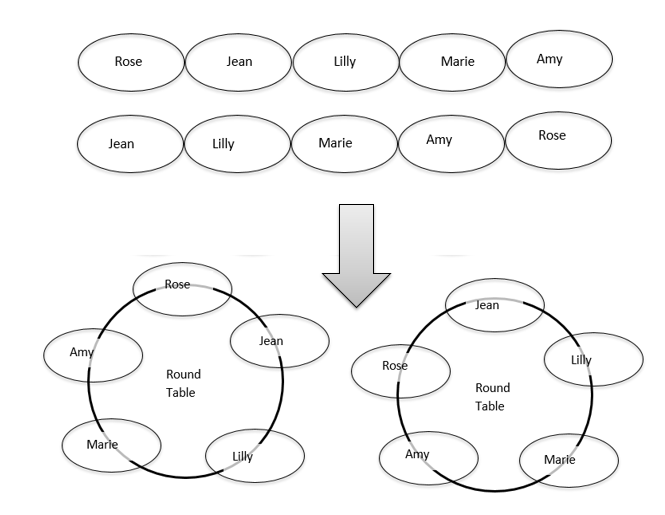 Rose Jean Lilly Marie Amy
Jean Lilly Marie Amy Rose
Rose
Jean
Amy
Round
Table
Marie
Lilly
Jean
Lilly
Rose
Round
Table
Amy
Marie